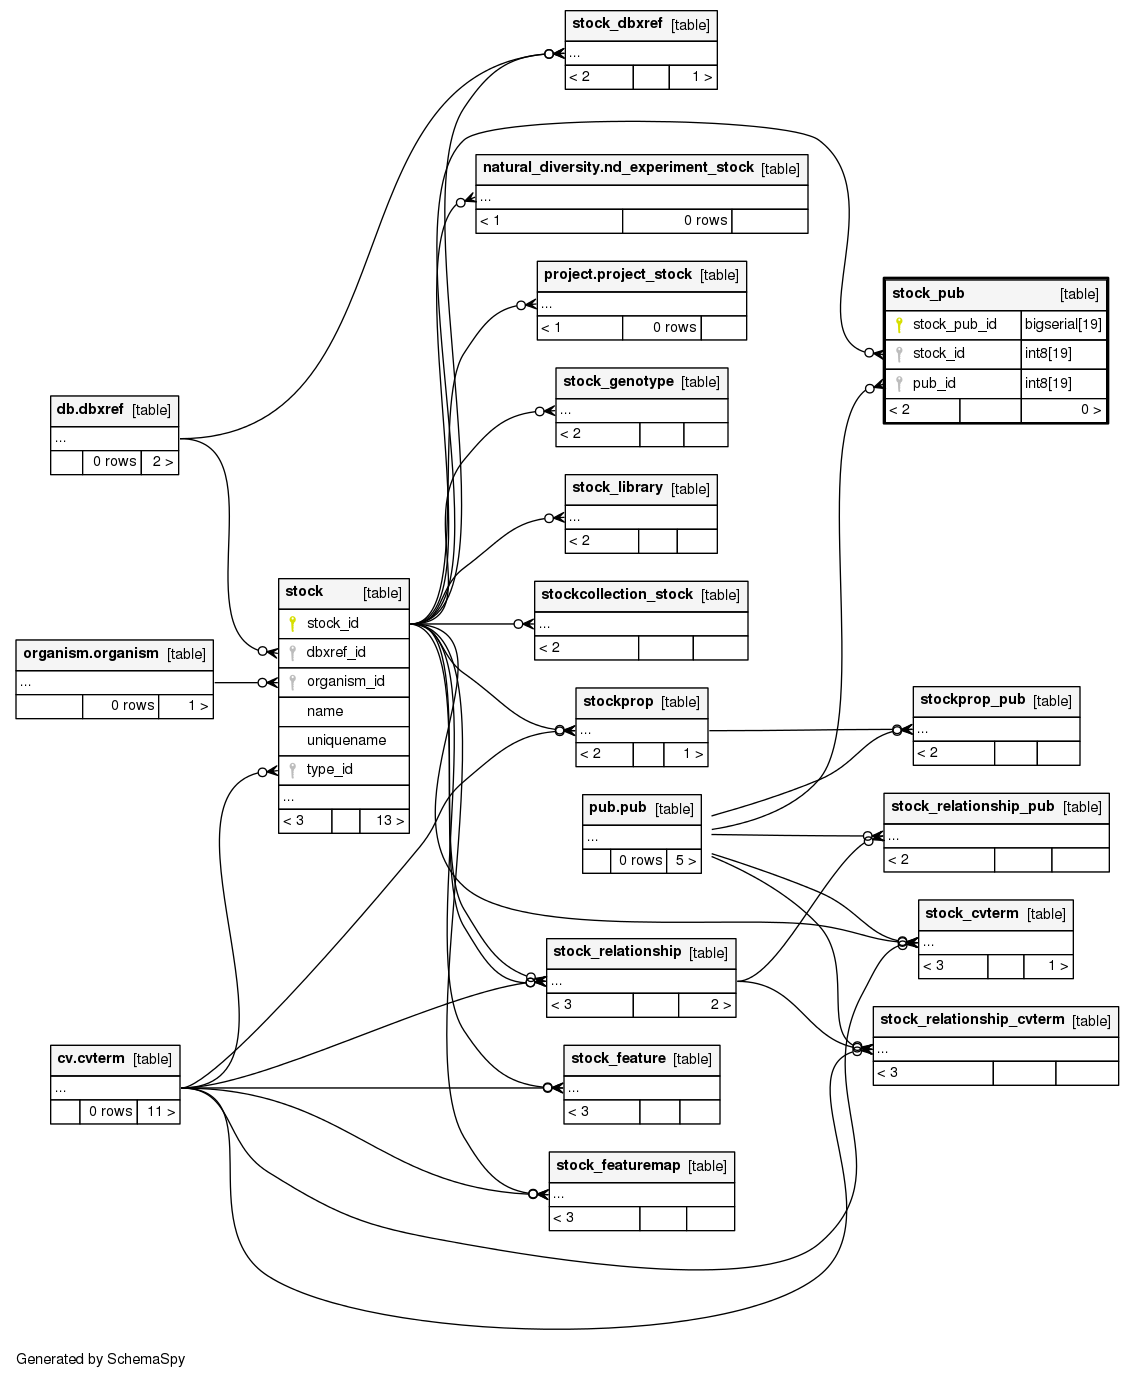 stock_dbxref [table]
...
< 2 1 >
natural_diversity.nd_experiment_stock [table]
...
< 1 0 rows
project.project_stock [table]
...
< 1 0 rows
stock_pub [table]
stock_pub_id bigserial[19]
stock_id int8[19]
pub_id int8[19]
< 2 0 >
stock_genotype [table]
...
< 2
db.dbxref [table]
...
0 rows 2 >
stock_library [table]
...
< 2
stock [table]
stock_id
dbxref_id
organism_id
name
uniquename
type_id
...
< 3 13 >
stockcollection_stock [table]
...
< 2
organism.organism [table]
...
0 rows 1 >
stockprop [table]
...
< 2 1 >
stockprop_pub [table]
...
< 2
pub.pub [table]
...
0 rows 5 >
stock_relationship_pub [table]
...
< 2
stock_cvterm [table]
...
< 3 1 >
stock_relationship [table]
...
< 3 2 >
stock_relationship_cvterm [table]
...
< 3
cv.cvterm [table]
...
0 rows 11 >
stock_feature [table]
...
< 3
stock_featuremap [table]
...
< 3
Generated by SchemaSpy